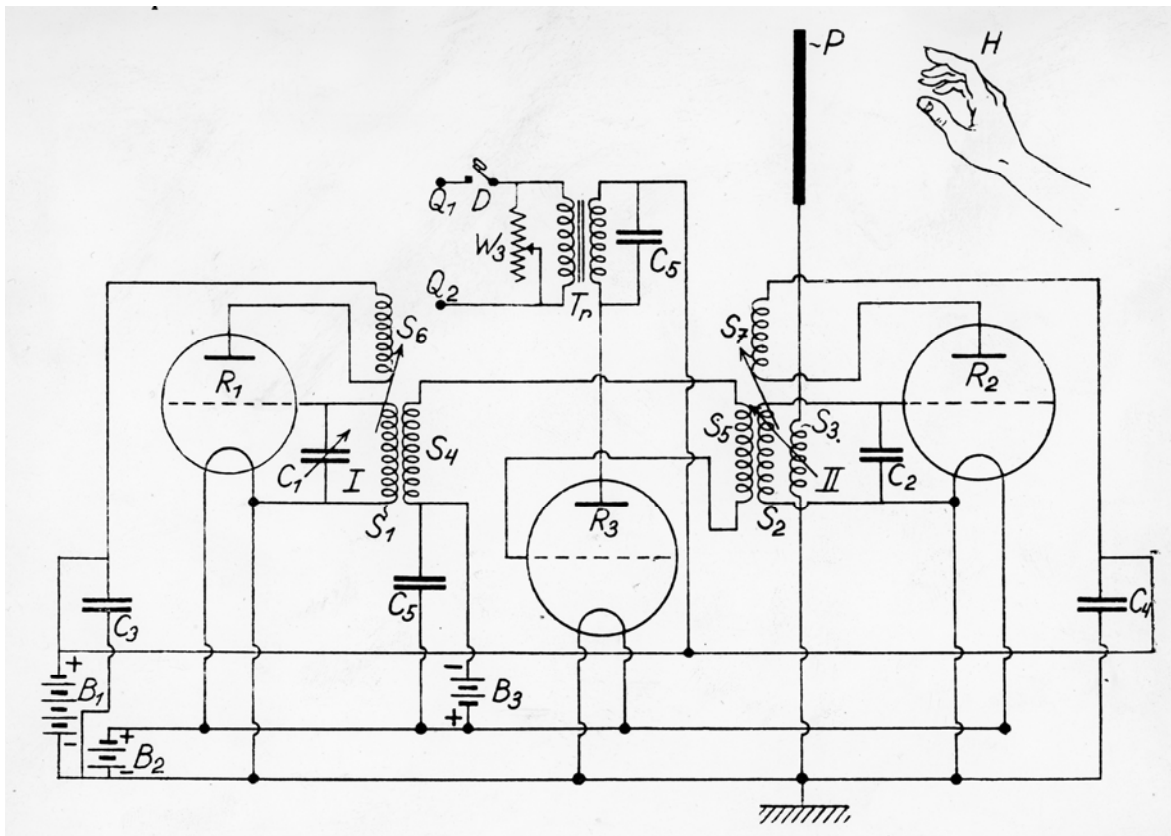 P
H
Q1
D
W3
C5
Q2
Tr
S6
S7
R1
R2
C1
I
S4
S1
S5
S3
II
S2
C2
R3
C5
C3
C4
+
B1
-
+
B2
-
-
B3
+